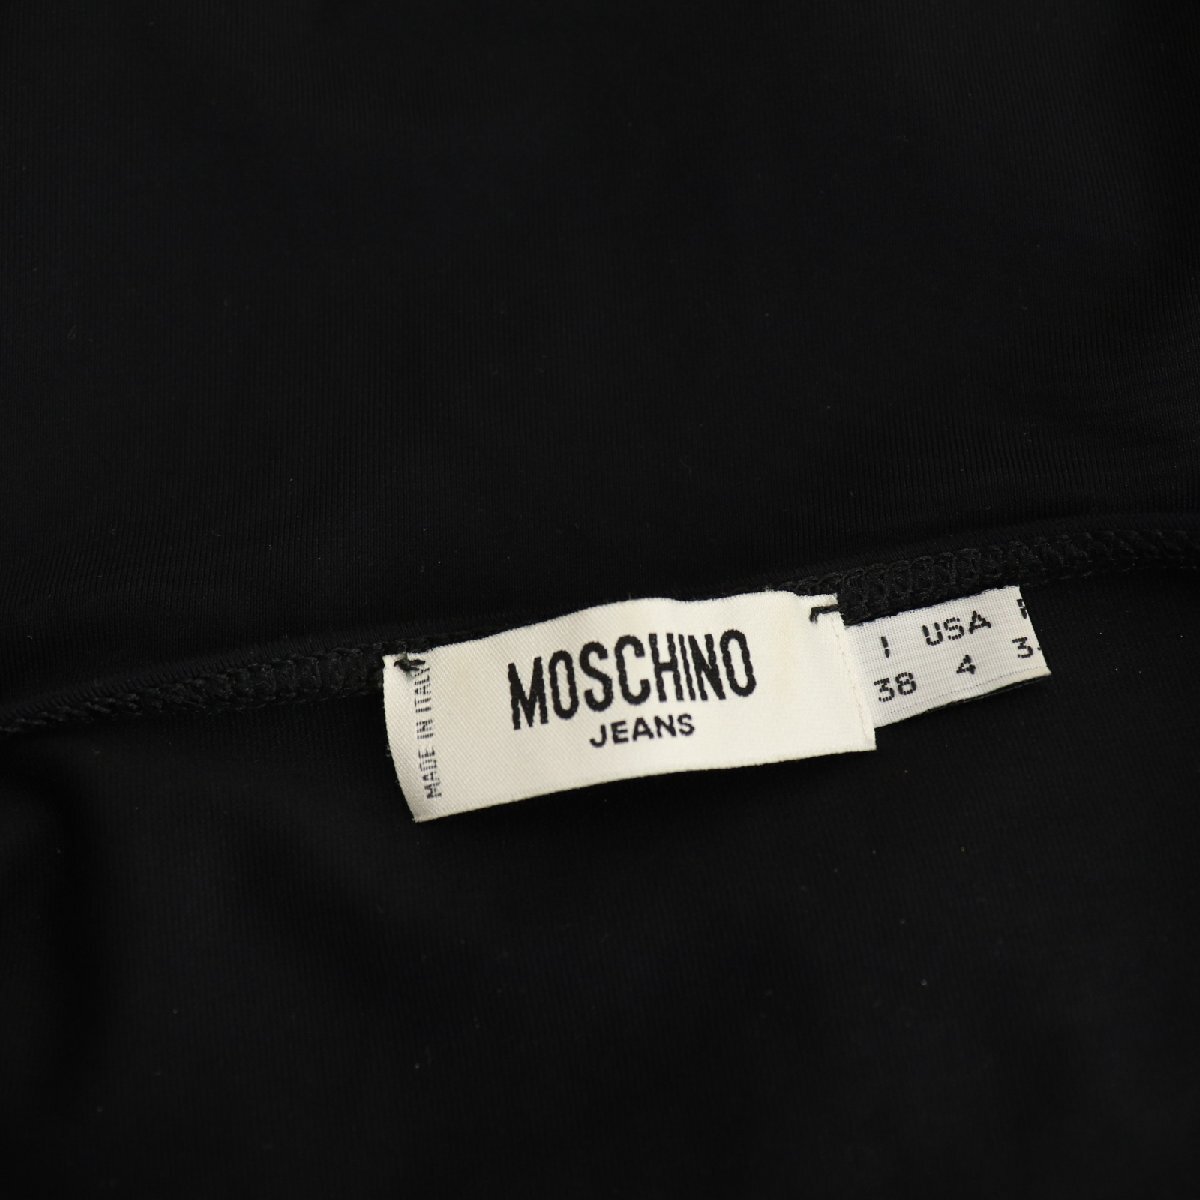 MOSCHINO
JEANS
MADE IN ITALY
I USA
38 4